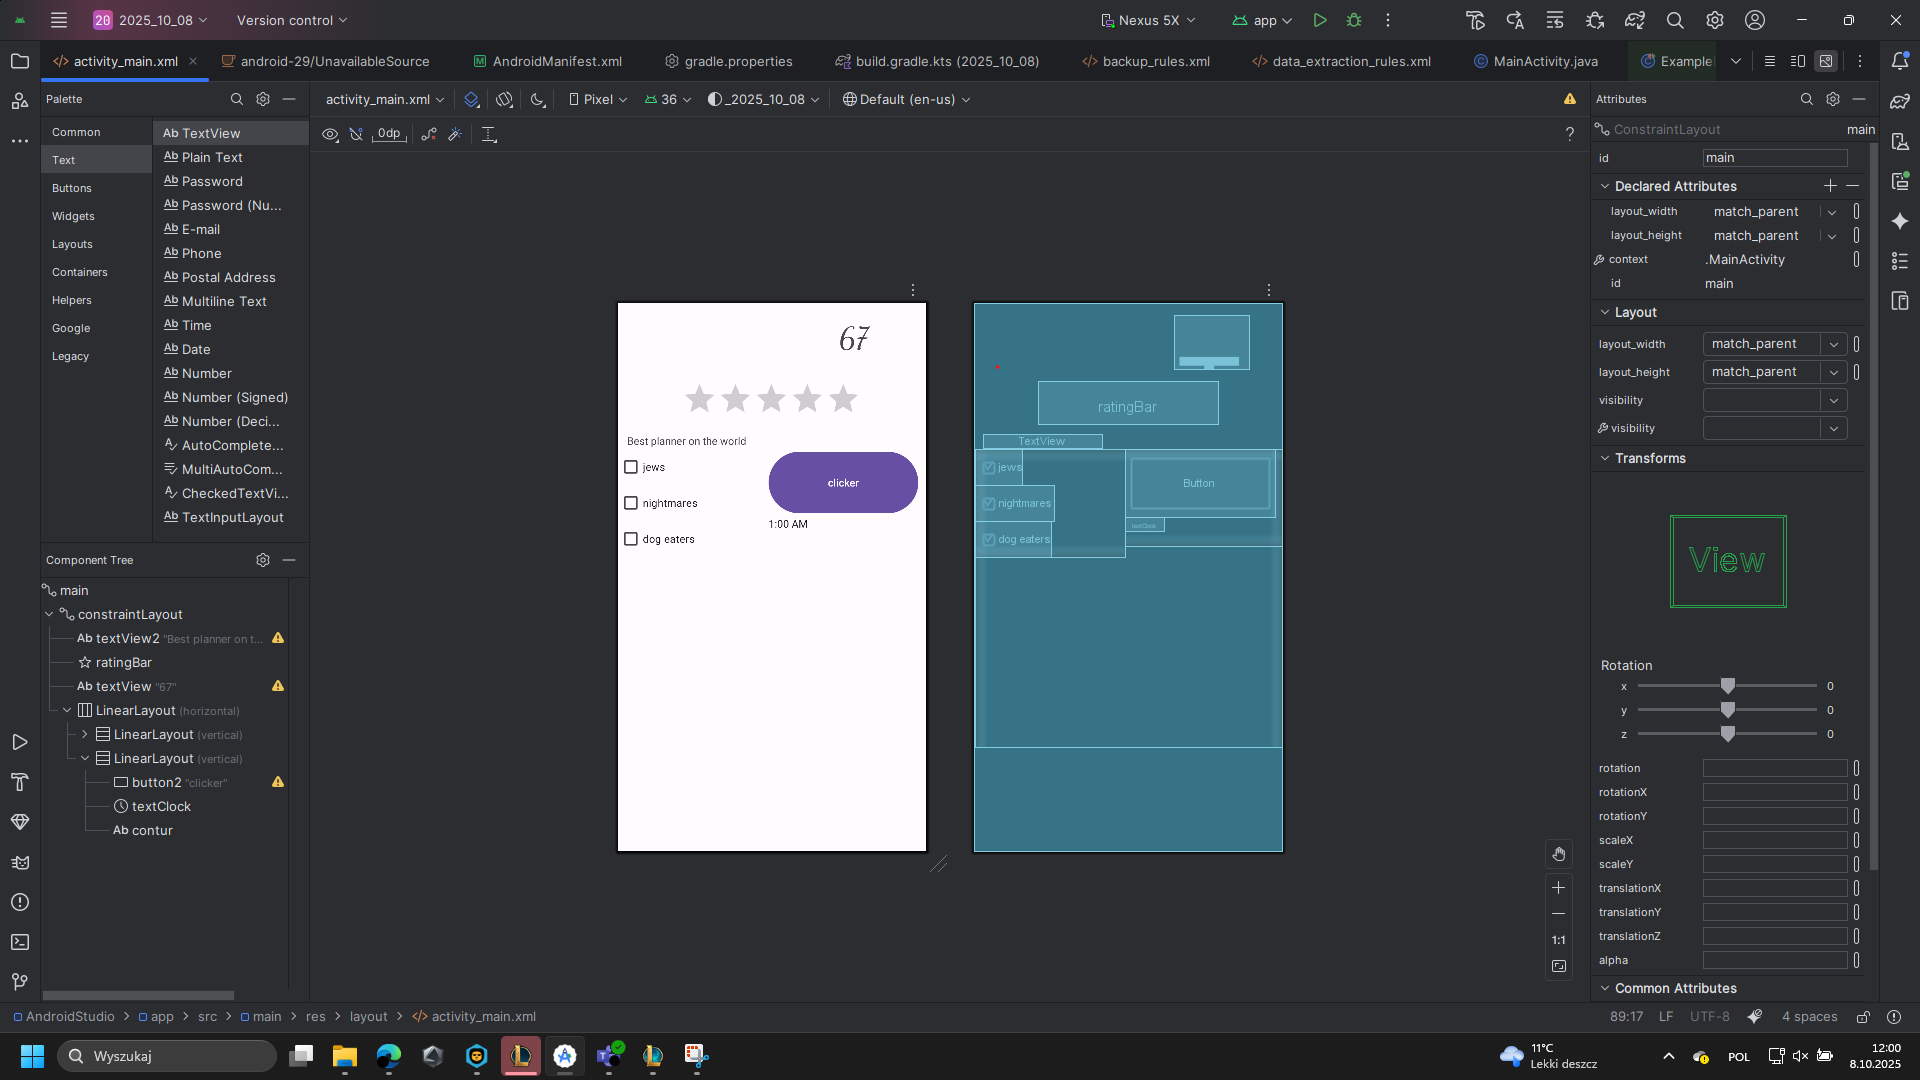 20 2025_10_08 Version control Nexus 5X app
activity_main.xml android-29/UnavailableSource AndroidManifest.xml gradle.properties build.gradle.kts (2025_10_08) backup_rules.xml data_extraction_rules.xml MainActivity.java Example
Palette
Common
Text
Buttons
Widgets
Layouts
Containers
Helpers
Google
Legacy
Ab TextView
Ab Plain Text
Ab Password
Ab Password (Nu...
Ab E-mail
Ab Phone
Ab Postal Address
Ab Multiline Text
Ab Time
Ab Date
Ab Number
Ab Number (Signed)
Ab Number (Deci...
AutoComplete...
MultiAutoCom...
CheckedTextVi...
Ab TextInputLayout
Component Tree
main
constraintLayout
Ab textView2 "Best planner on t...
ratingBar
Ab textView "67"
LinearLayout (horizontal)
LinearLayout (vertical)
LinearLayout (vertical)
button2 "clicker"
textClock
Ab contur
activity_main.xml Pixel 36 _2025_10_08 Default (en-us)
0dp ?
67
Best planner on the world
jews
nightmares
dog eaters
clicker
1:00 AM
ratingBar
TextView
jews
nightmares
dog eaters
Button
textClock
1:1
Attributes
ConstraintLayout main
id main
Declared Attributes
layout_width match_parent
layout_height match_parent
context .MainActivity
id main
Layout
layout_width match_parent
layout_height match_parent
visibility
visibility
Transforms
View
Rotation
x 0
y 0
z 0
rotation
rotationX
rotationY
scaleX
scaleY
translationX
translationY
translationZ
alpha
Common Attributes
AndroidStudio > app > src > main > res > layout > activity_main.xml 89:17 LF UTF-8 4 spaces
Wyszukaj
11°C
Lekki deszcz
POL
12:00
8.10.2025